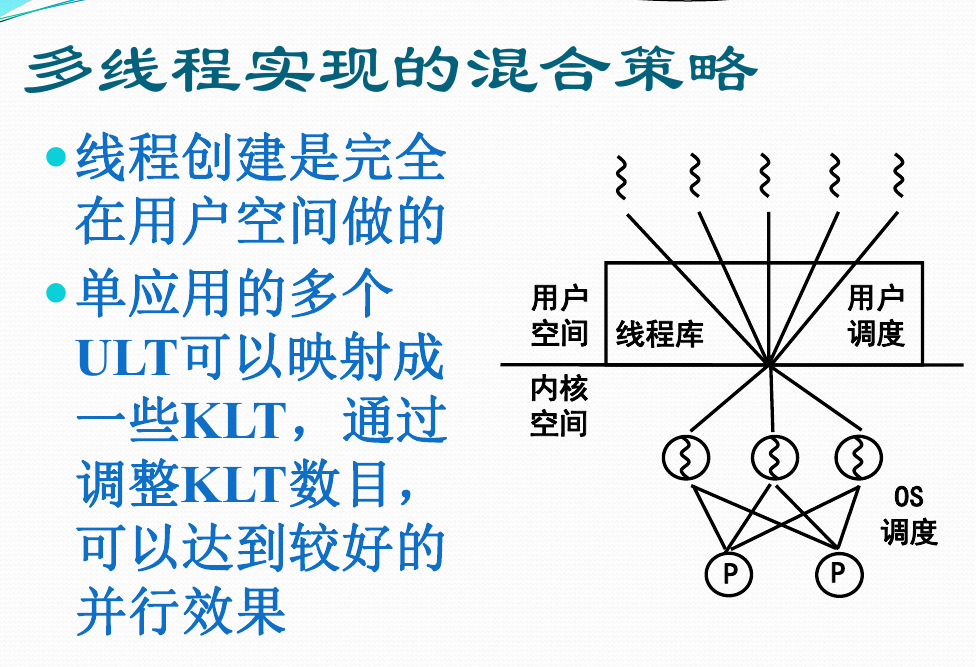 多线程实现的混合策略
线程创建是完全
在用户空间做的
单应用的多个
ULT可以映射成
一些KLT，通过
调整KLT数目，
可以达到较好的
并行效果
用户
空间
线程库
用户
调度
内核
空间
OS
调度
P
P